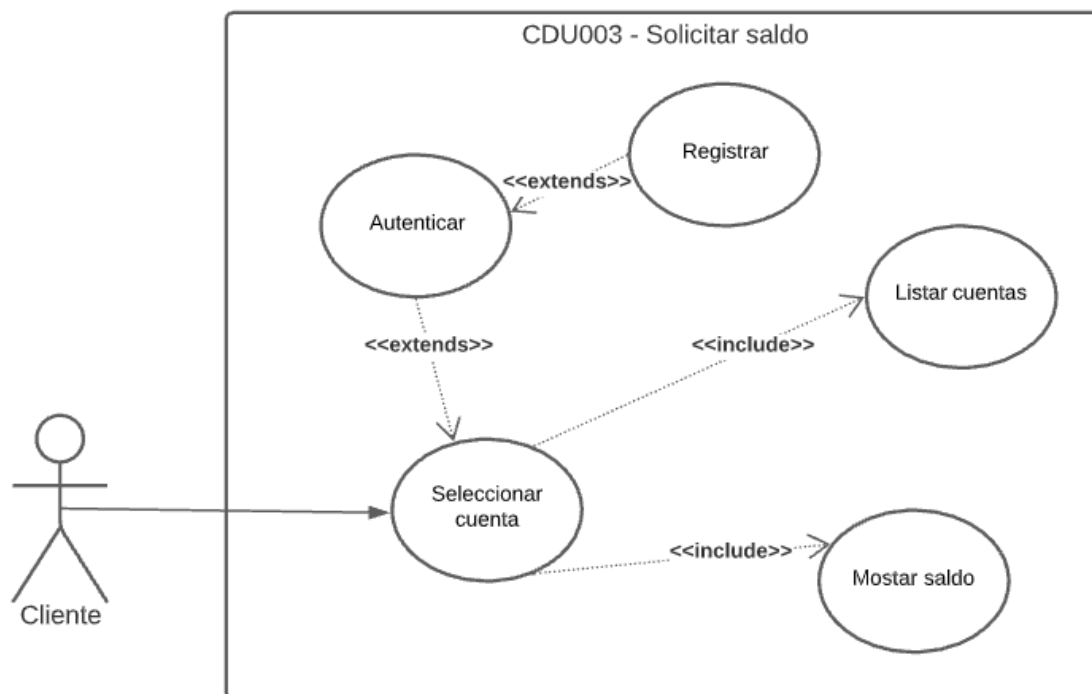 CDU003 - Solicitar saldo
Registrar
<<extends>>
Autenticar
Listar cuentas
<<extends>>
<<include>>
Seleccionar
cuenta
<<include>>
Mostar saldo
Cliente